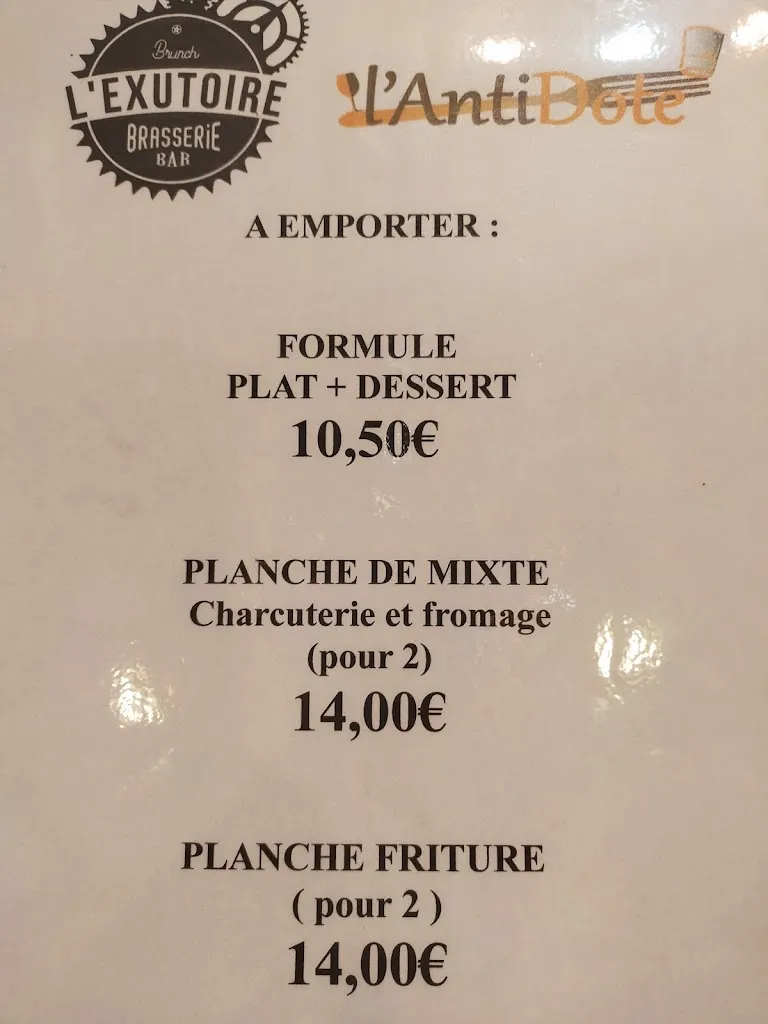 Brunch
L'EXUTOIRE
BRASSERIE
BAR
l'AntiDote
A EMPORTER :
FORMULE
PLAT + DESSERT
10,50€
PLANCHE DE MIXTE
Charcuterie et fromage
(pour 2)
14,00€
PLANCHE FRITURE
( pour 2 )
14,00€